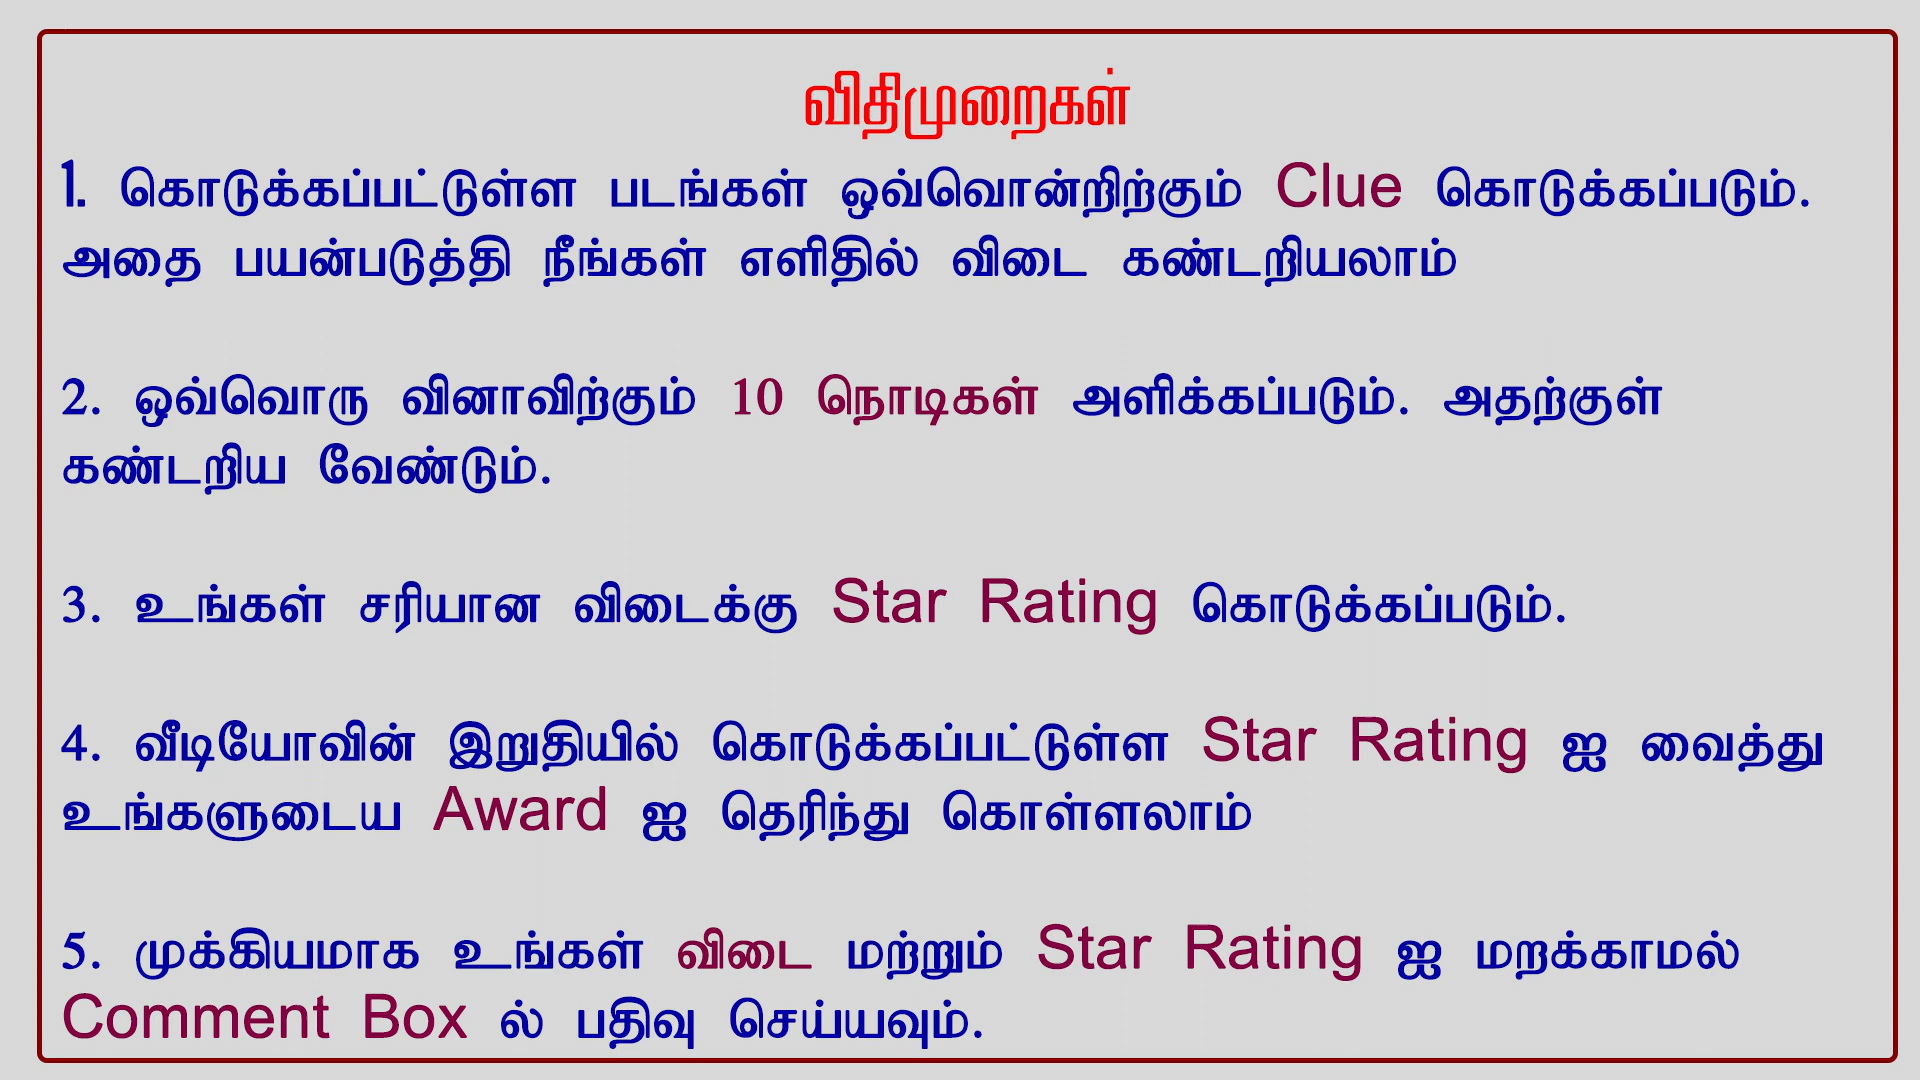 விதிமுறைகள்
1. கொடுக்கப்பட்டுள்ள படங்கள் ஒவ்வொன்றிற்கும் Clue கொடுக்கப்படும்.
அதை பயன்படுத்தி நீங்கள் எளிதில் விடை கண்டறியலாம்
2. ஒவ்வொரு வினாவிற்கும் 10 நொடிகள் அளிக்கப்படும். அதற்குள்
கண்டறிய வேண்டும்.
3. உங்கள் சரியான விடைக்கு Star Rating கொடுக்கப்படும்.
4. வீடியோவின் இறுதியில் கொடுக்கப்பட்டுள்ள Star Rating ஐ வைத்து
உங்களுடைய Award ஐ தெரிந்து கொள்ளலாம்
5. முக்கியமாக உங்கள் விடை மற்றும் Star Rating ஐ மறக்காமல்
Comment Box ல் பதிவு செய்யவும்.